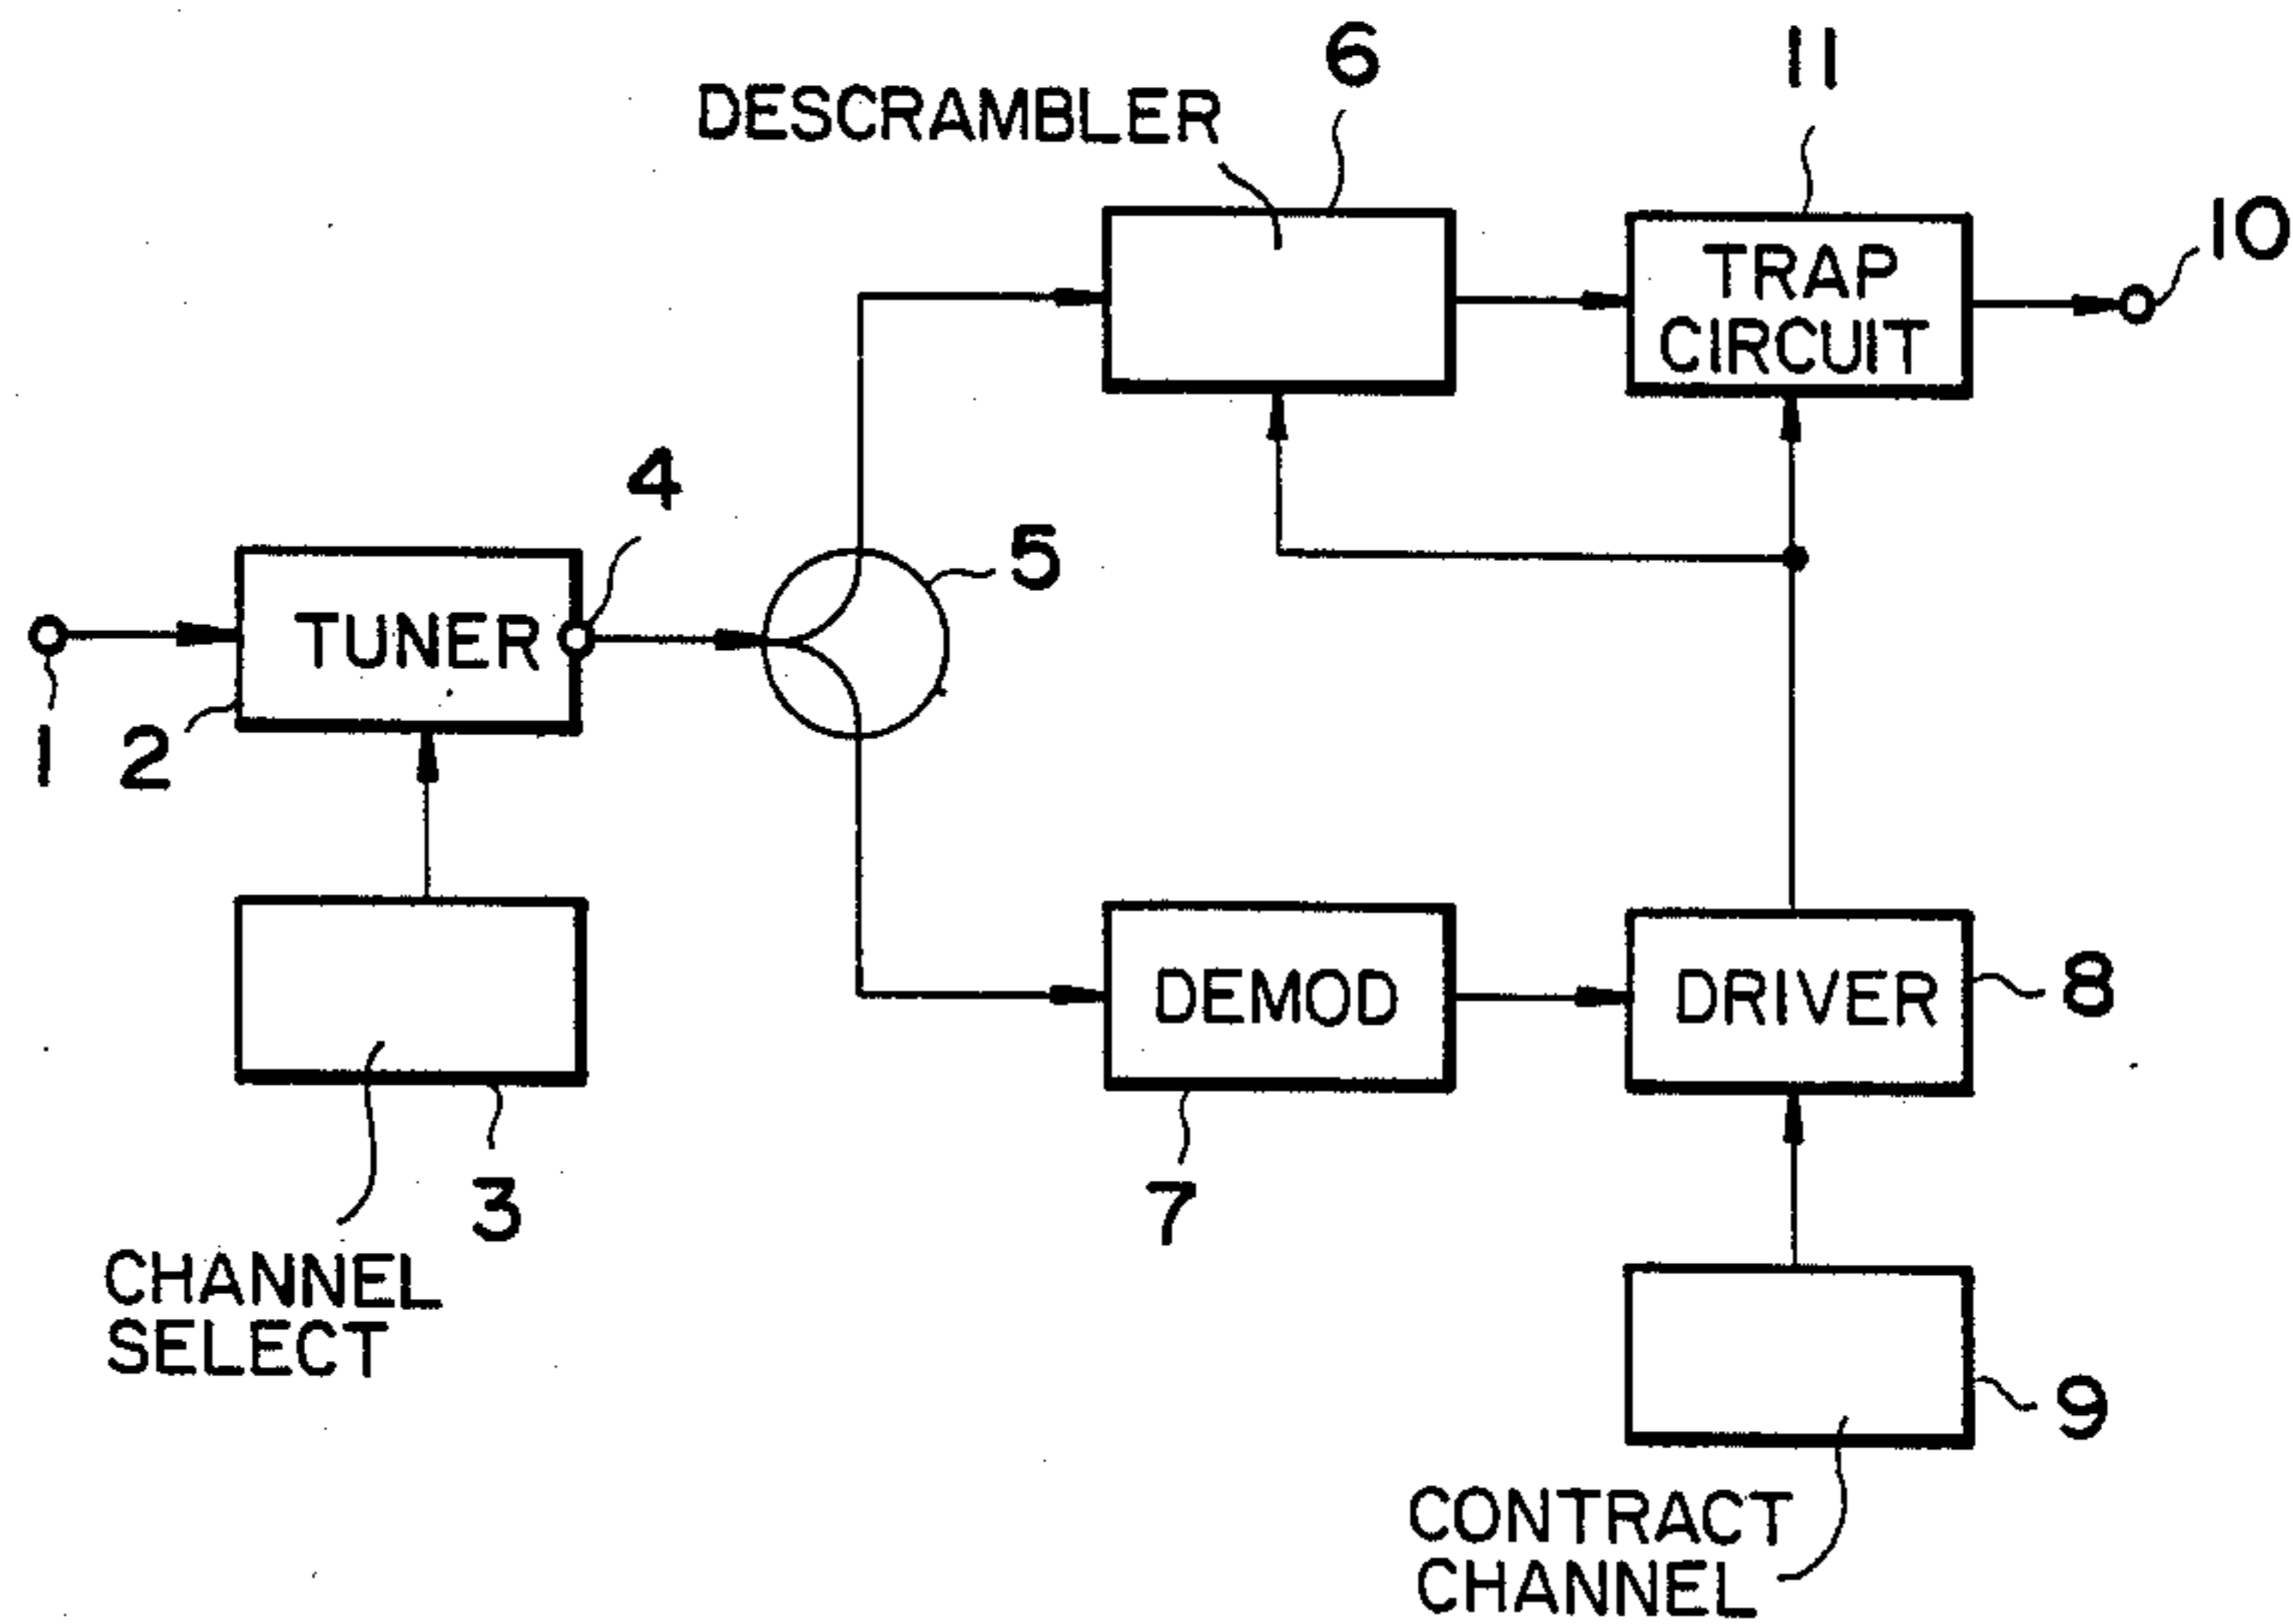 6
11
DESCRAMBLER
10
TRAP
CIRCUIT
4
5
TUNER
1
2
DEMOD
DRIVER
8
3
7
CHANNEL
SELECT
9
CONTRACT
CHANNEL